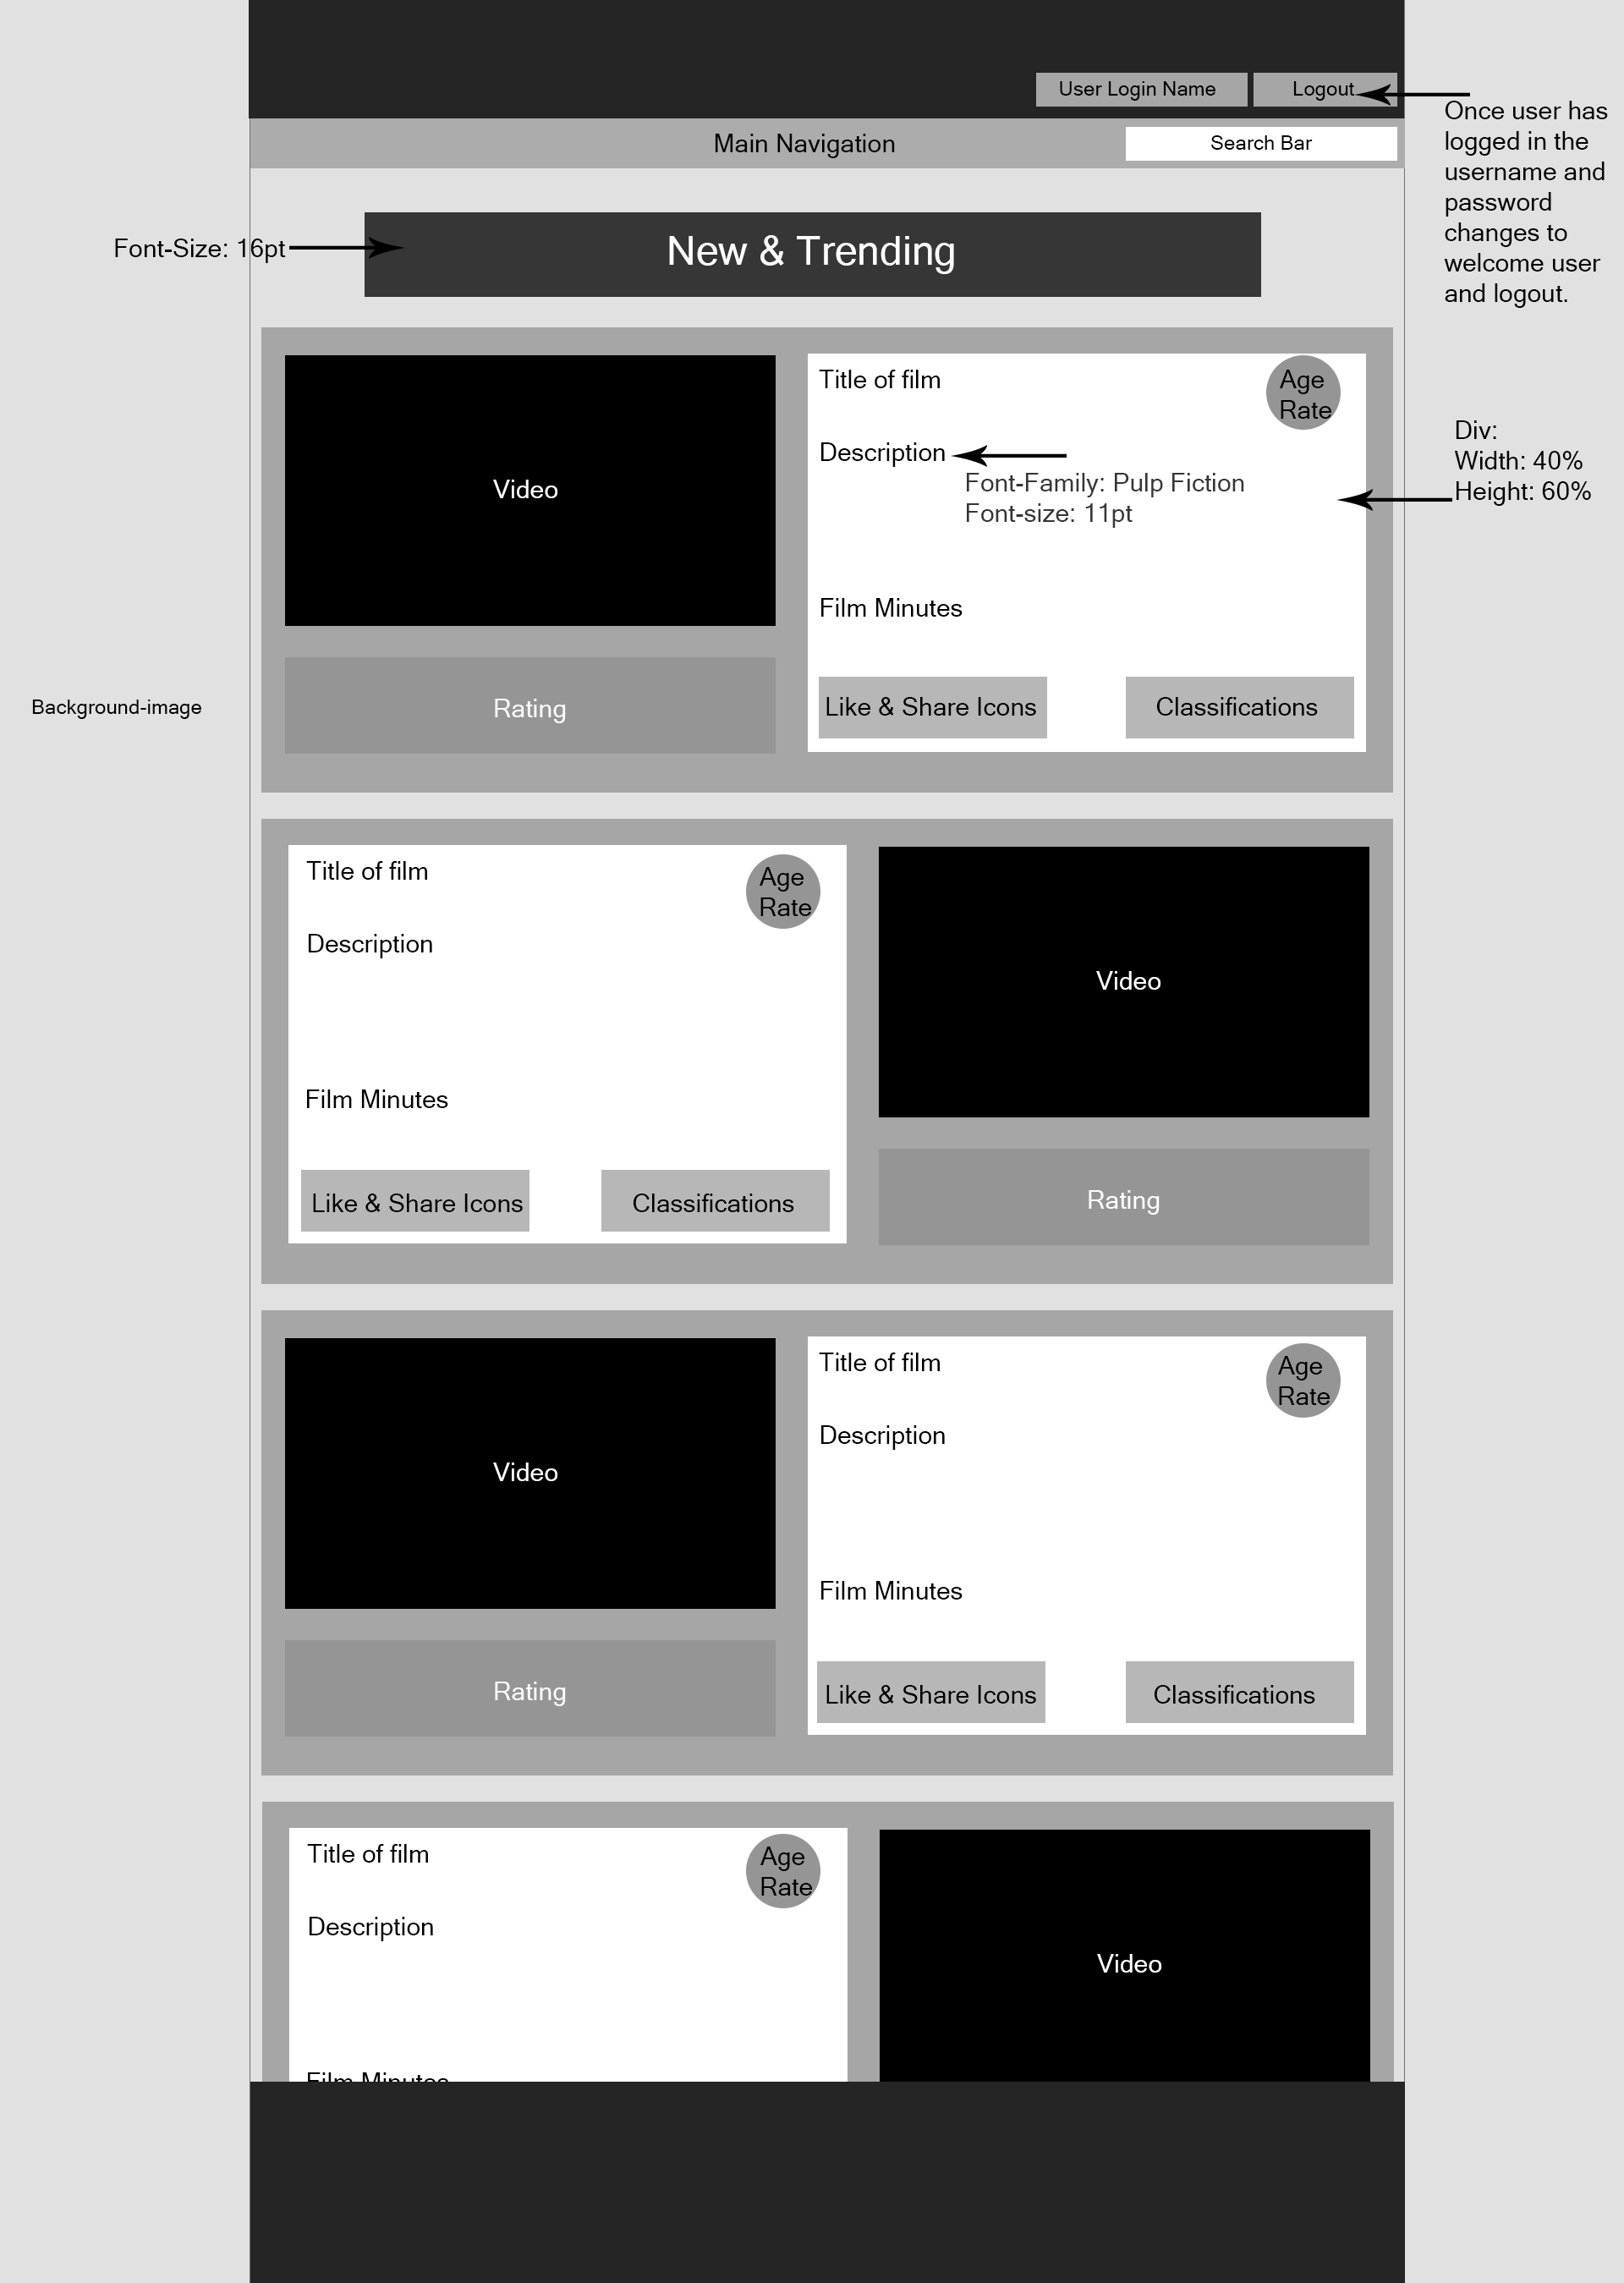 User Login Name
Logout
Once user has
logged in the
username and
password
changes to
welcome user
and logout.
Main Navigation
Search Bar
Font-Size: 16pt
New & Trending
Video
Title of film
Age
Rate
Description
Font-Family: Pulp Fiction
Font-size: 11pt
Div:
Width: 40%
Height: 60%
Film Minutes
Background-image
Rating
Like & Share Icons
Classifications
Title of film
Age
Rate
Description
Video
Film Minutes
Like & Share Icons
Classifications
Rating
Video
Title of film
Age
Rate
Description
Film Minutes
Rating
Like & Share Icons
Classifications
Title of film
Age
Rate
Description
Video
Film Minutes